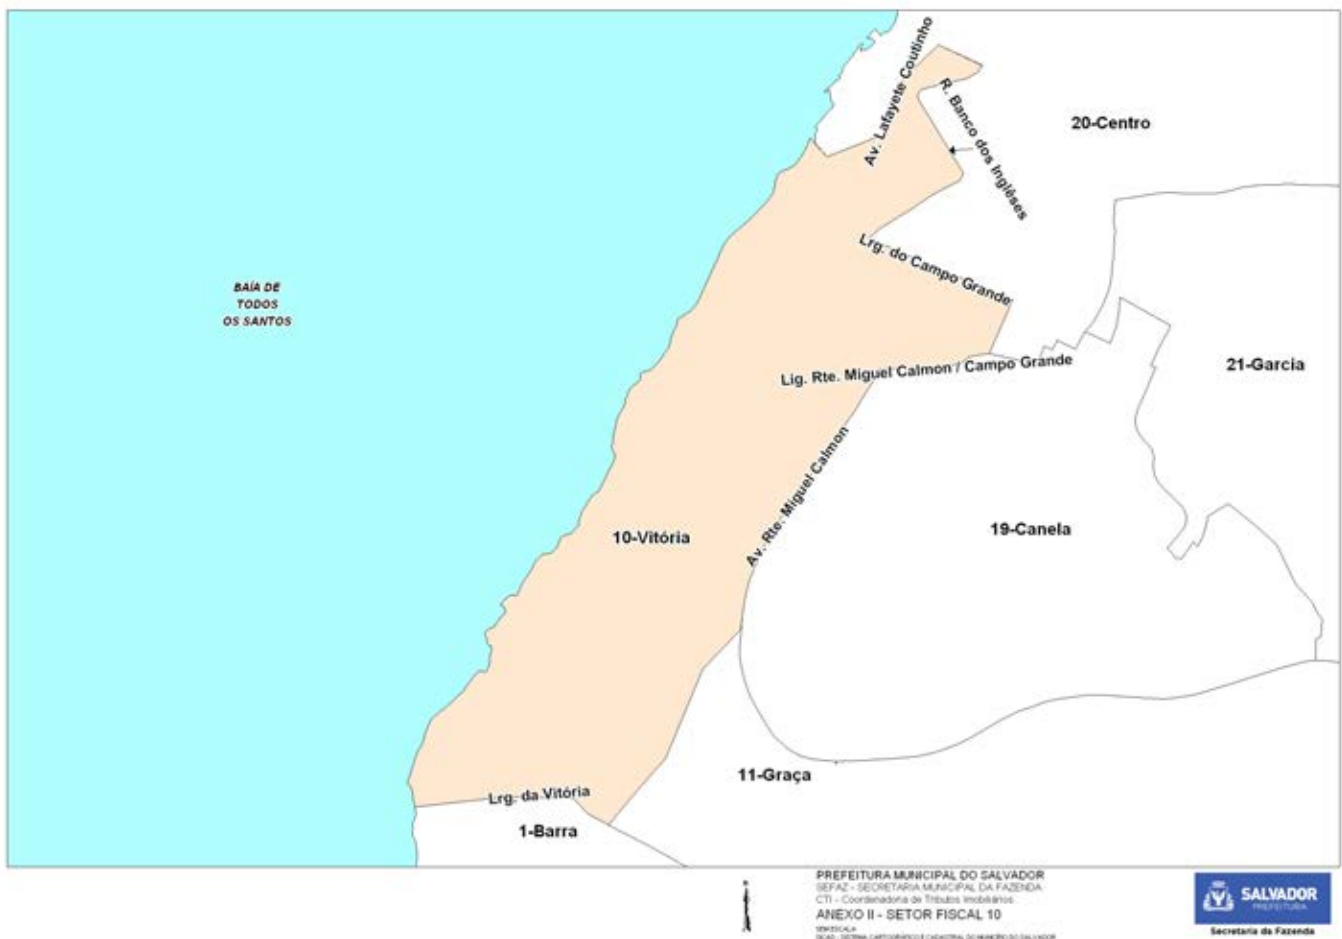 Av. Lafayete Coutinho
R. Banco dos Inglêses
20-Centro
Lrg. do Campo Grande
BAÍA DE
TODOS
OS SANTOS
Lig. Rte. Miguel Calmon / Campo Grande
21-Garcia
Av. Rte. Miguel Calmon
10-Vitória
19-Canela
11-Graça
Lrg. da Vitória
1-Barra
PREFEITURA MUNICIPAL DO SALVADOR
SEFAZ - SECRETARIA MUNICIPAL DA FAZENDA
CTI - Coordenadoria de Tributos Imobiliários
ANEXO II - SETOR FISCAL 10
SALVADOR
PREFEITURA
Secretaria da Fazenda